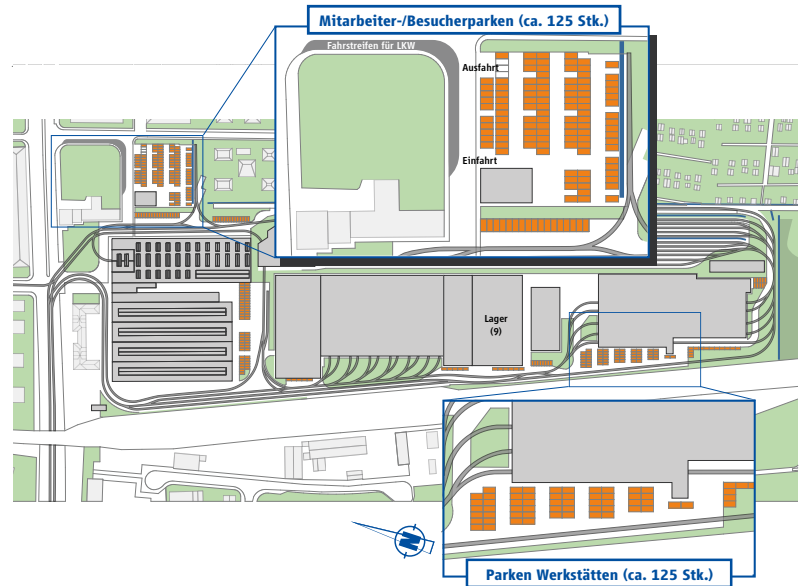 Mitarbeiter-/Besucherparken (ca. 125 Stk.)
Fahrstreifen für LKW
Ausfahrt
Einfahrt
Lager
(9)
N
Parken Werkstätten (ca. 125 Stk.)